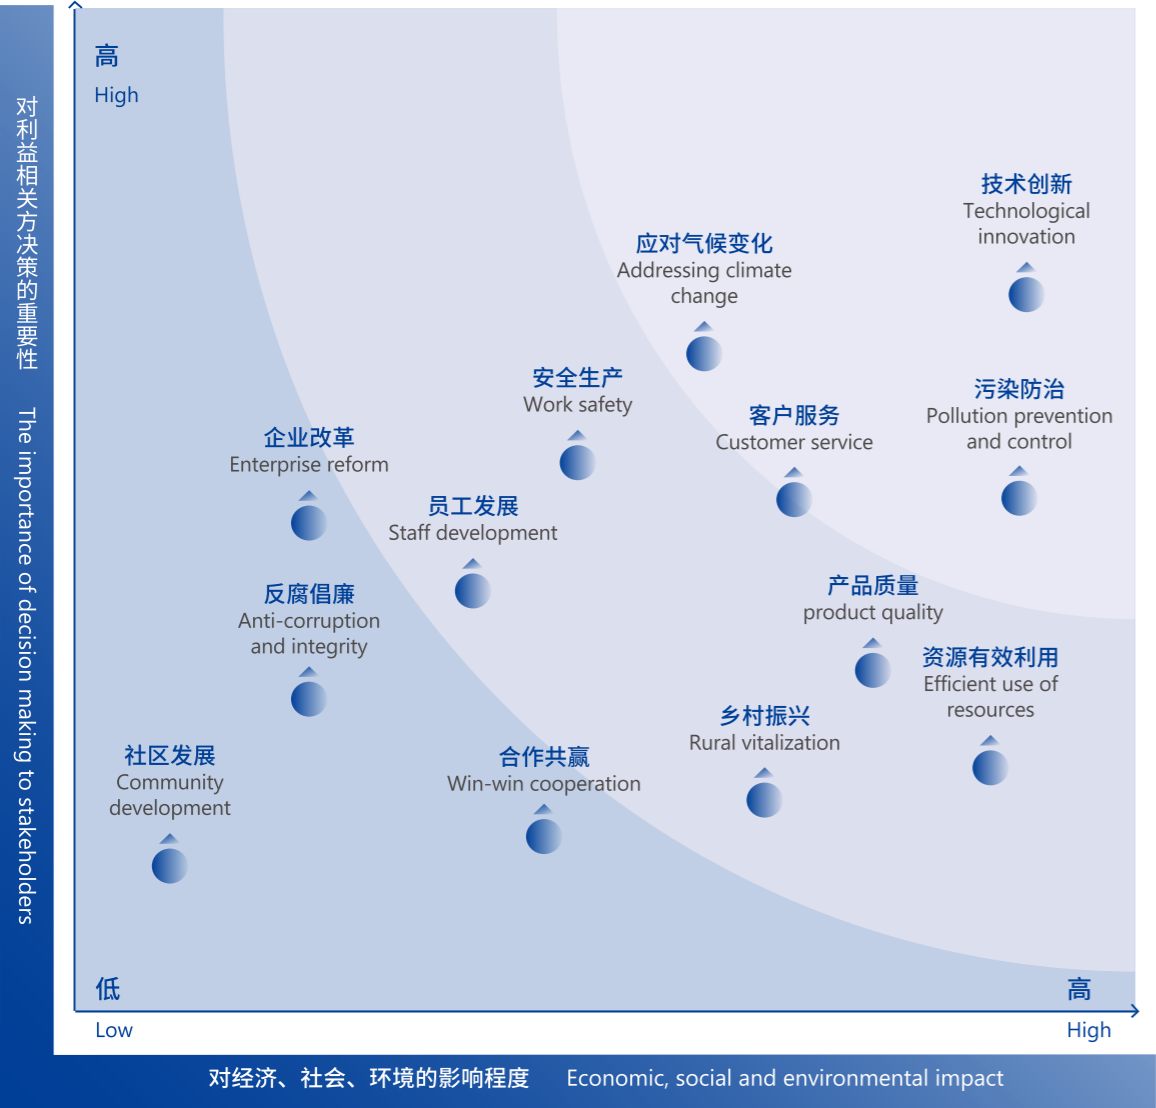 高
High
对利益相关方决策的重要性 The importance of decision making to stakeholders
技术创新
Technological
innovation
应对气候变化
Addressing climate
change
安全生产
Work safety
污染防治
Pollution prevention
and control
客户服务
Customer service
企业改革
Enterprise reform
员工发展
Staff development
反腐倡廉
Anti-corruption
and integrity
产品质量
product quality
资源有效利用
Efficient use of
resources
乡村振兴
Rural vitalization
社区发展
Community
development
合作共赢
Win-win cooperation
低
Low
高
High
对经济、社会、环境的影响程度 Economic, social and environmental impact